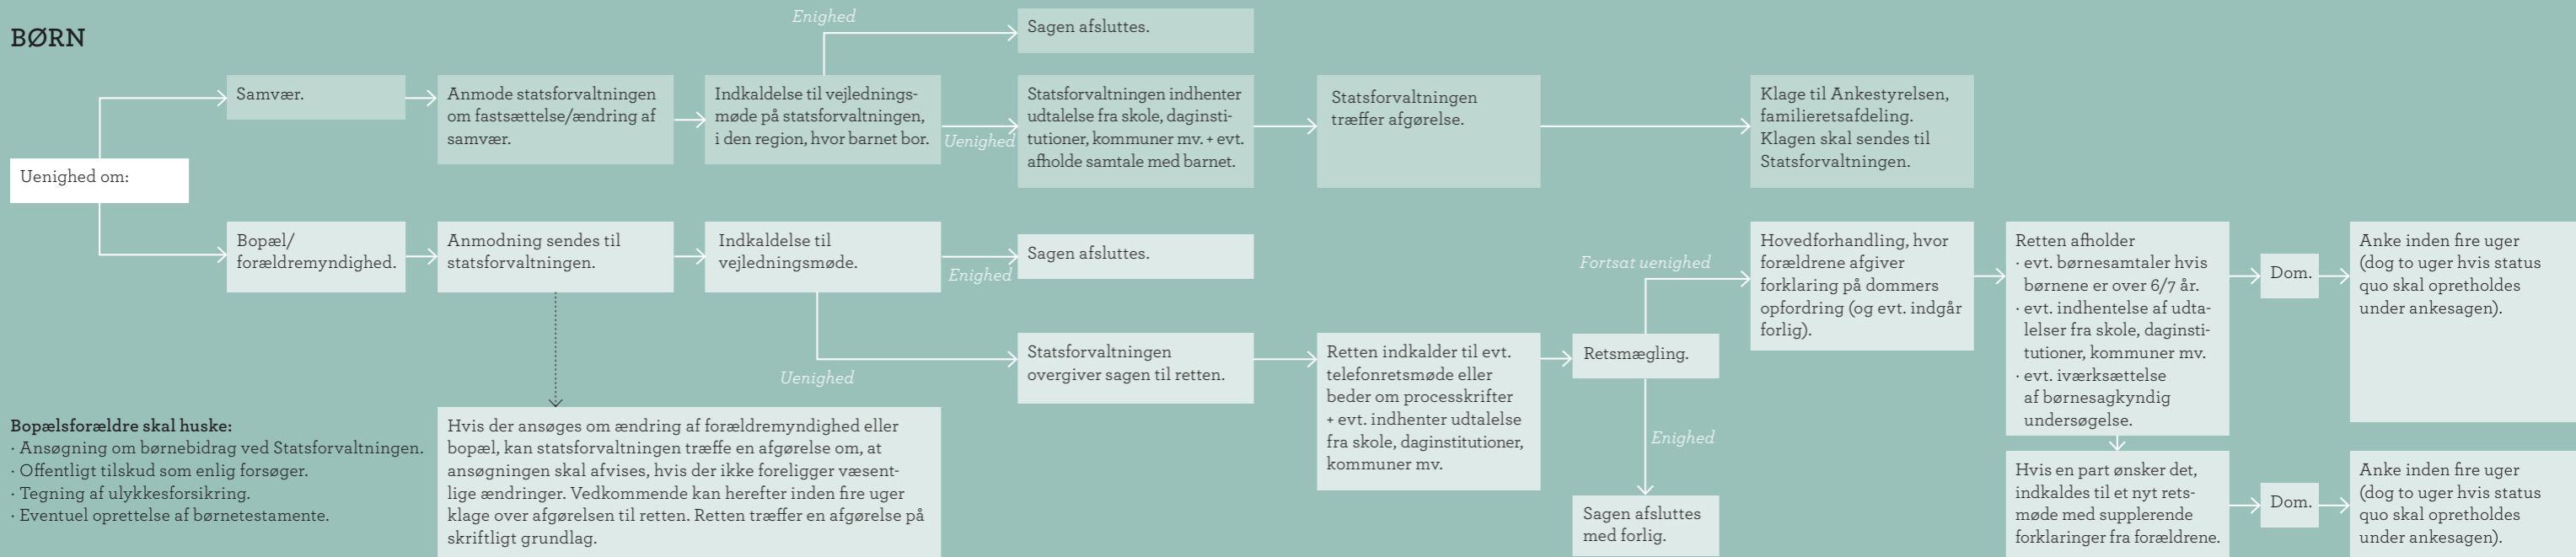 BØRN
Uenighed om:
Samvær.
Anmode statsforvaltningen
om fastsættelse/ændring af
samvær.
Indkaldelse til vejlednings-
møde på statsforvaltningen,
i den region, hvor barnet bor.
Enighed
Sagen afsluttes.
Uenighed
Statsforvaltningen indhenter
udtalelse fra skole, daginsti-
tutioner, kommuner mv. + evt.
afholde samtale med barnet.
Statsforvaltningen
træffer afgørelse.
Klage til Ankestyrelsen,
familieretsafdeling.
Klagen skal sendes til
Statsforvaltningen.
Bopæl/
forældremyndighed.
Anmodning sendes til
statsforvaltningen.
Indkaldelse til
vejledningsmøde.
Enighed
Sagen afsluttes.
Uenighed
Statsforvaltningen
overgiver sagen til retten.
Retten indkalder til evt.
telefonretsmøde eller
beder om processkrifter
+ evt. indhenter udtalelse
fra skole, daginstitutioner,
kommuner mv.
Retsmægling.
Fortsat uenighed
Enighed
Sagen afsluttes
med forlig.
Hovedforhandling, hvor
forældrene afgiver
forklaring på dommers
opfordring (og evt. indgår
forlig).
Retten afholder
· evt. børnesamtaler hvis
børnene er over 6/7 år.
· evt. indhentelse af udta-
lelser fra skole, daginsti-
tutioner, kommuner mv.
· evt. iværksættelse
af børnesagkyndig
undersøgelse.
Dom.
Anke inden fire uger
(dog to uger hvis status
quo skal opretholdes
under ankesagen).
Hvis en part ønsker det,
indkaldes til et nyt rets-
møde med supplerende
forklaringer fra forældrene.
Dom.
Anke inden fire uger
(dog to uger hvis status
quo skal opretholdes
under ankesagen).
Hvis der ansøges om ændring af forældremyndighed eller
bopæl, kan statsforvaltningen træffe en afgørelse om, at
ansøgningen skal afvises, hvis der ikke foreligger væsent-
lige ændringer. Vedkommende kan herefter inden fire uger
klage over afgørelsen til retten. Retten træffer en afgørelse på
skriftligt grundlag.
Bopælsforældre skal huske:
· Ansøgning om børnebidrag ved Statsforvaltningen.
· Offentligt tilskud som enlig forsøger.
· Tegning af ulykkesforsikring.
· Eventuel oprettelse af børnetestamente.